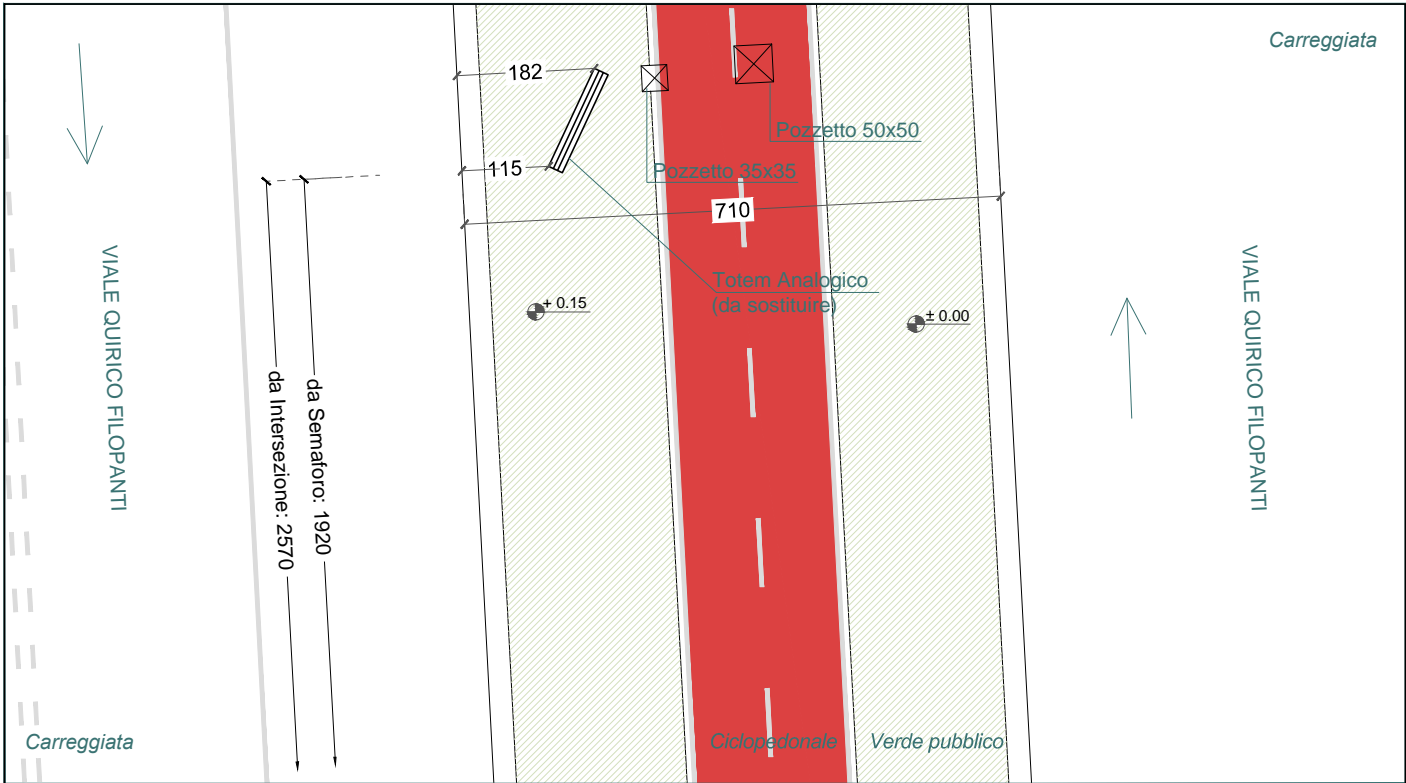 Carreggiata
182
Pozzetto 50x50
115
Pozzetto 35x35
710
VIALE QUIRICO FILOPANTI
VIALE QUIRICO FILOPANTI
Totem Analogico
(da sostituire)
+ 0.15
± 0.00
da Intersezione: 2570
da Semaforo: 1920
Carreggiata
Ciclopedonale
Verde pubblico